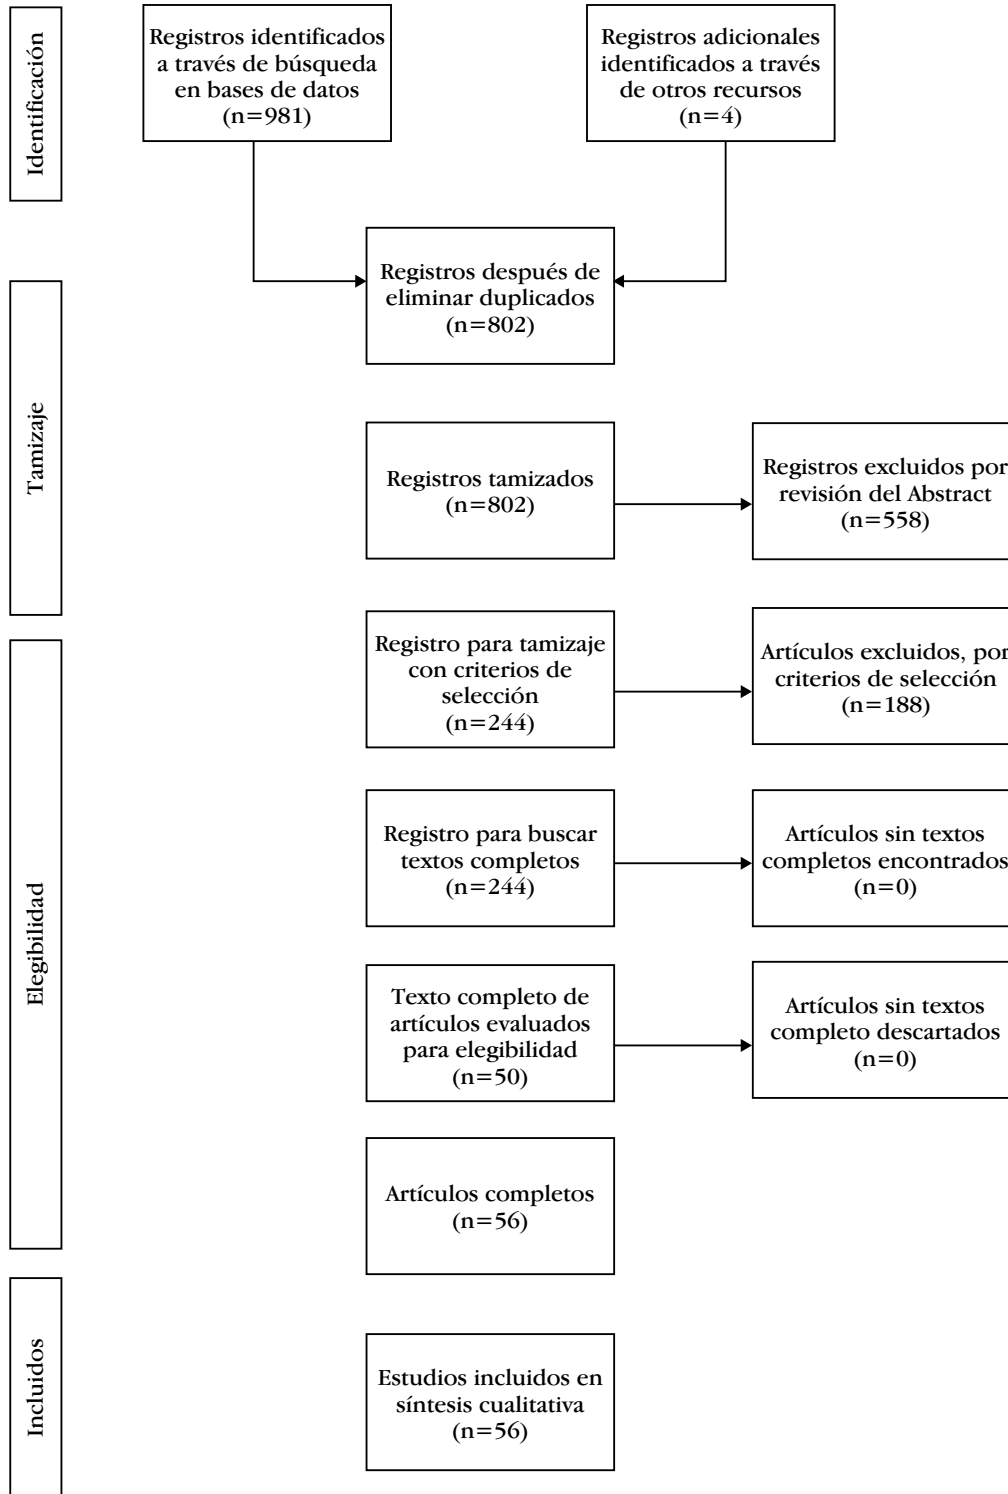 Identificación
Registros identificados
a través de búsqueda
en bases de datos
(n=981)
Registros adicionales
identificados a través
de otros recursos
(n=4)
Registros después de
eliminar duplicados
(n=802)
Tamizaje
Registros tamizados
(n=802)
Registros excluidos por
revisión del Abstract
(n=558)
Elegibilidad
Registro para tamizaje
con criterios de
selección
(n=244)
Artículos excluidos, por
criterios de selección
(n=188)
Registro para buscar
textos completos
(n=244)
Artículos sin textos
completos encontrados
(n=0)
Texto completo de
artículos evaluados
para elegibilidad
(n=50)
Artículos sin textos
completo descartados
(n=0)
Artículos completos
(n=56)
Incluidos
Estudios incluidos en
síntesis cualitativa
(n=56)